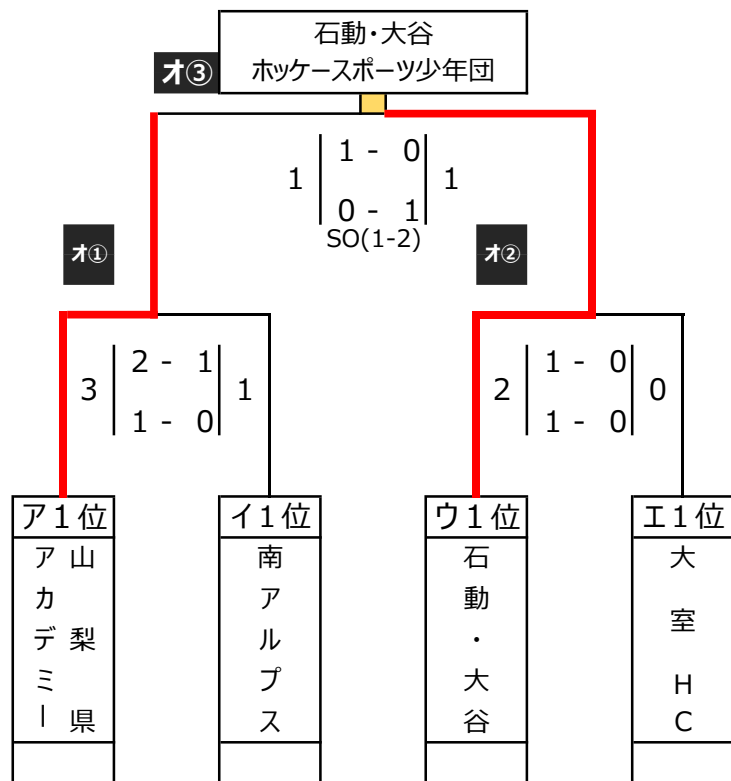 石動・大谷
ホッケースポーツ少年団
オ③
1 - 0
1
1
0 - 1
SO(1-2)
オ①
オ②
2 - 1
3
1
1 - 0
1 - 0
2
0
1 - 0
ア1位
イ1位
ウ1位
エ1位
山梨県
アカデミー
南アルプス
石動・大谷
大室HC